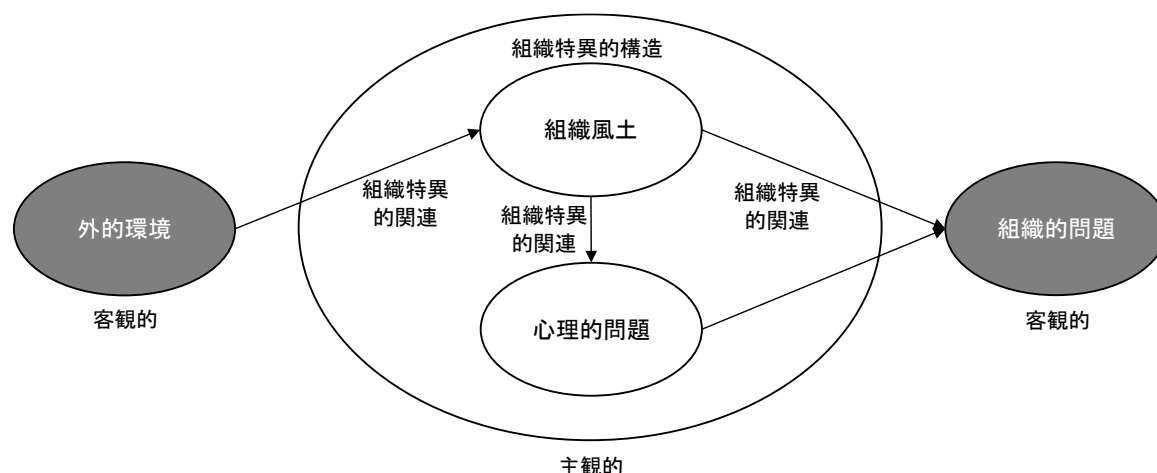 組織特異的構造
組織風土
組織特異
的関連
組織特異
的関連
組織特異
的関連
外的環境
組織的問題
客観的
心理的問題
客観的
主観的